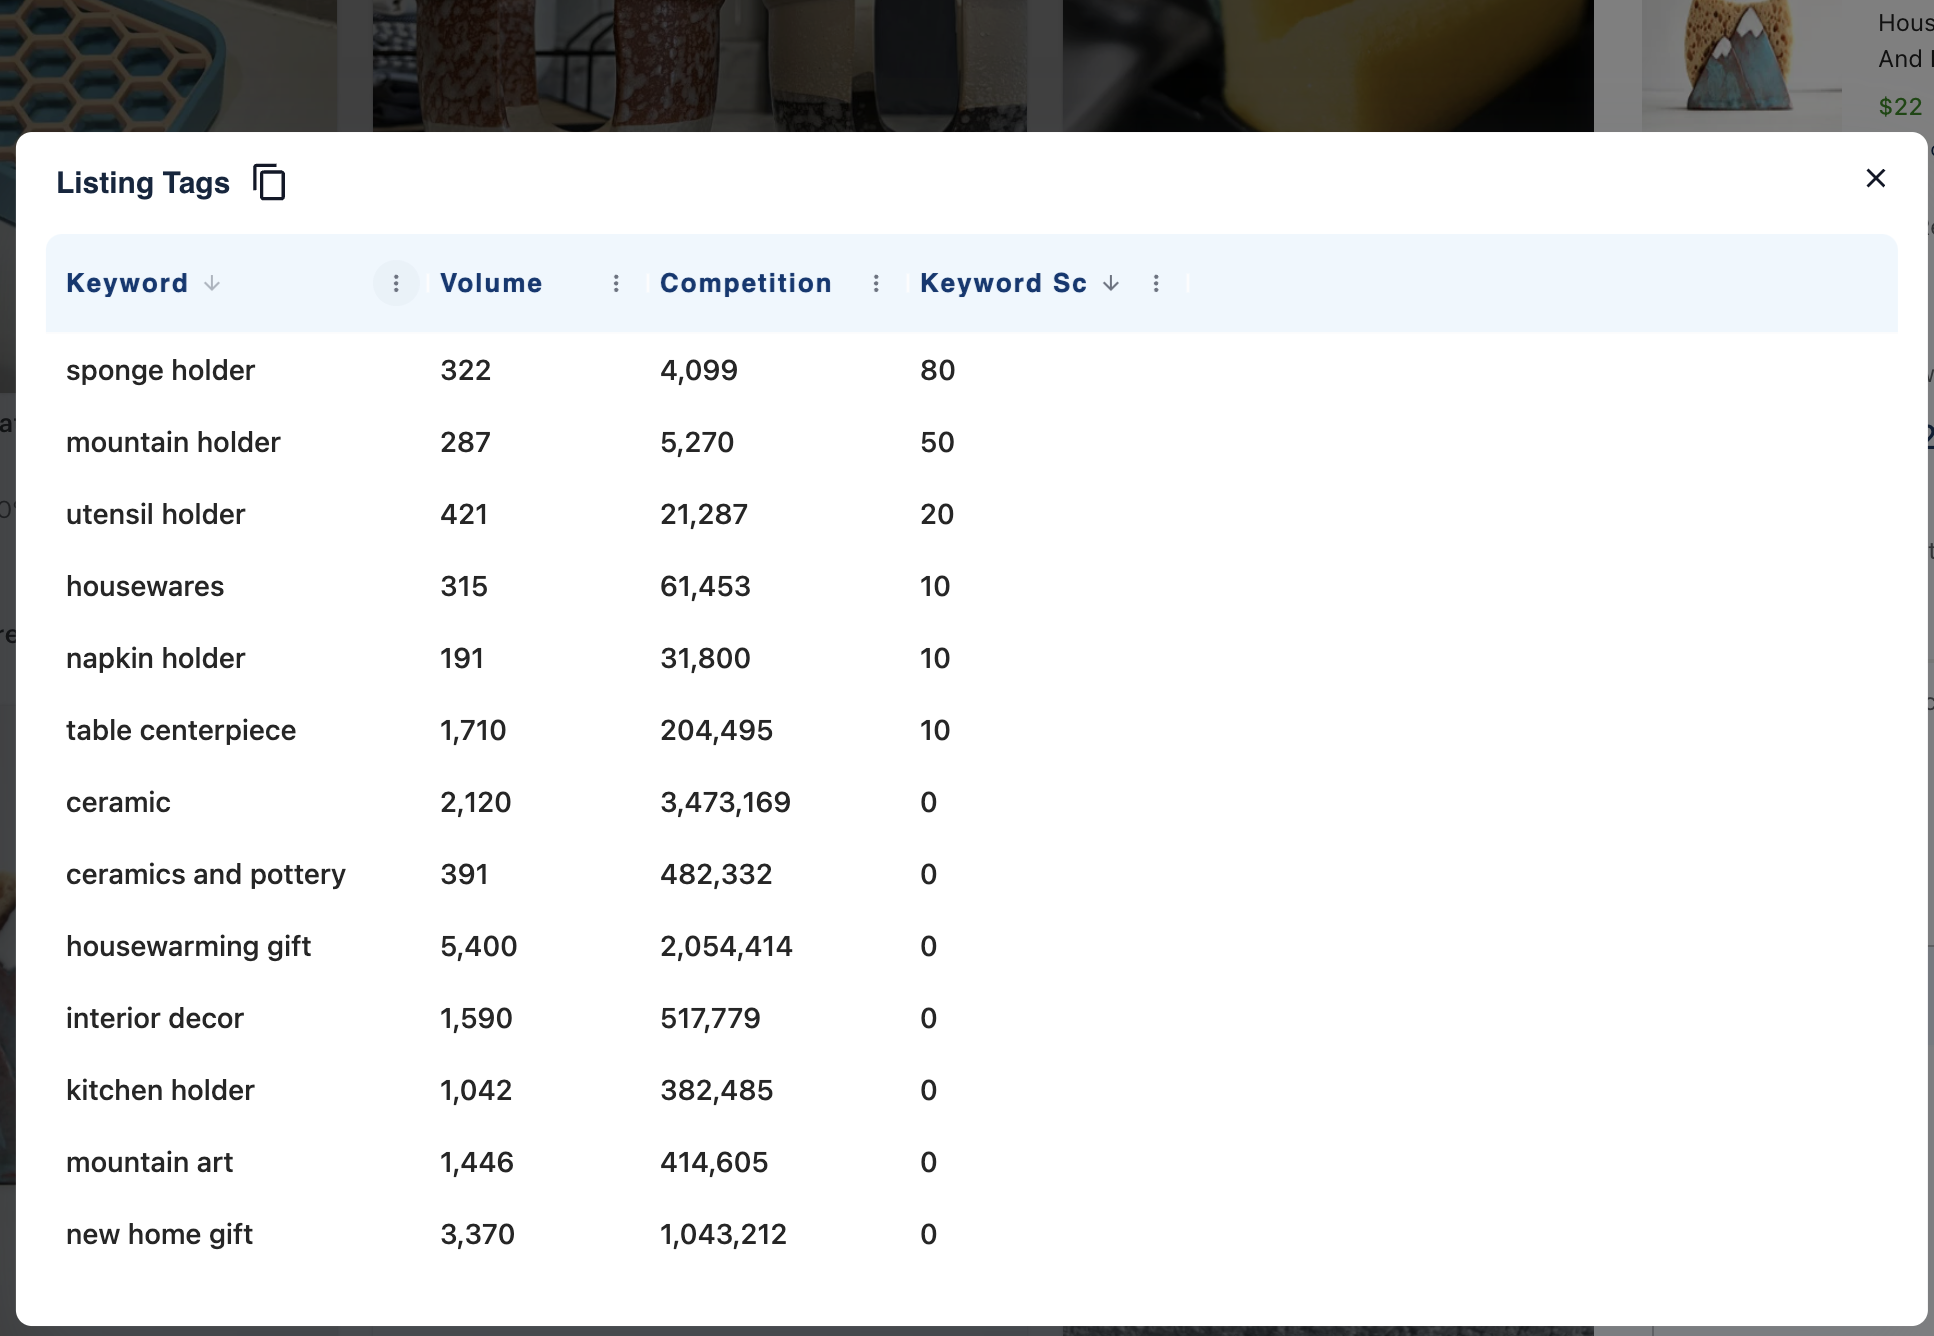 Hous
And
$22
Listing Tags
Keyword Volume Competition Keyword Sc
sponge holder 322 4,099 80
mountain holder 287 5,270 50
utensil holder 421 21,287 20
housewares 315 61,453 10
napkin holder 191 31,800 10
table centerpiece 1,710 204,495 10
ceramic 2,120 3,473,169 0
ceramics and pottery 391 482,332 0
housewarming gift 5,400 2,054,414 0
interior decor 1,590 517,779 0
kitchen holder 1,042 382,485 0
mountain art 1,446 414,605 0
new home gift 3,370 1,043,212 0